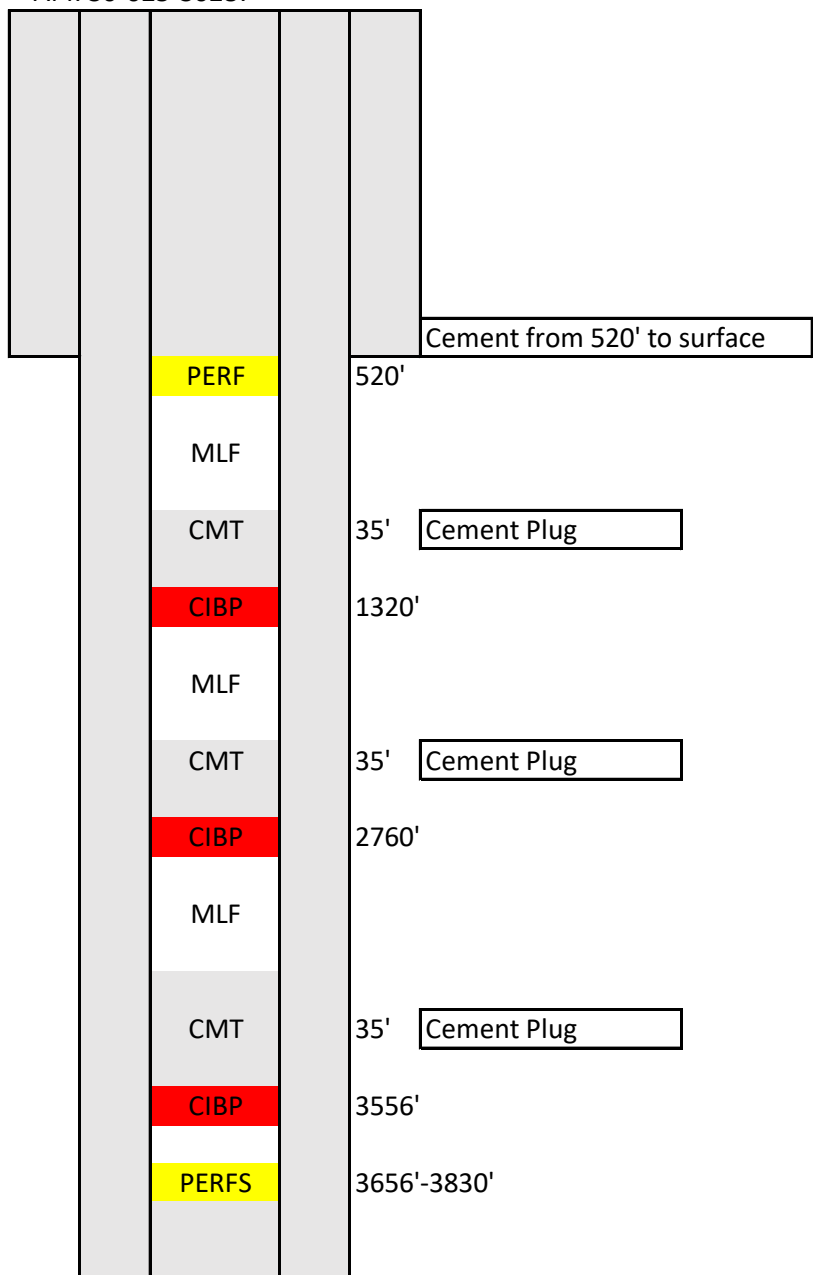 Cement from 520' to surface
PERF 520'
MLF
CMT 35' Cement Plug
CIBP 1320'
MLF
CMT 35' Cement Plug
CIBP 2760'
MLF
CMT 35' Cement Plug
CIBP 3556'
PERFS 3656'-3830'